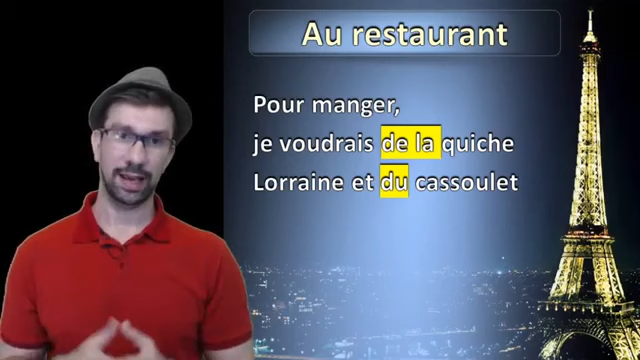 Au restaurant
Pour manger,
je voudrais de la quiche
Lorraine et du cassoulet